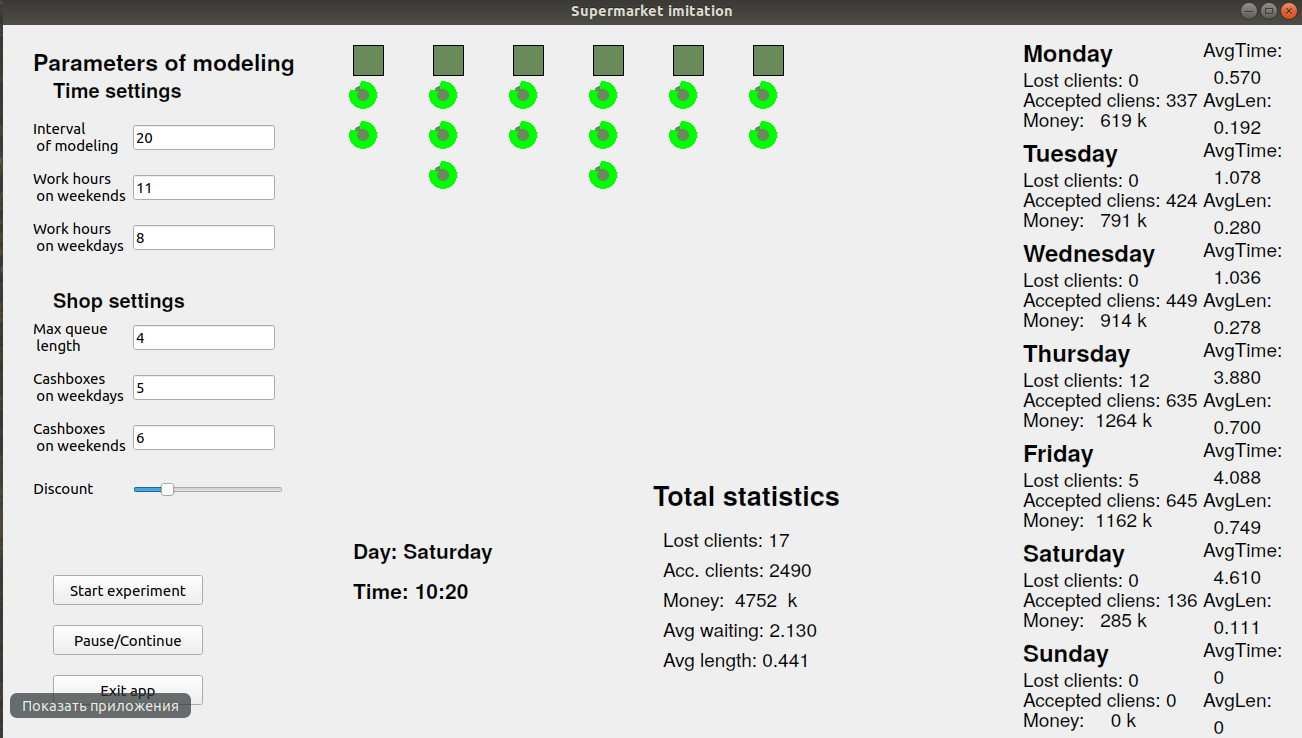 Supermarket imitation
Parameters of modeling
Time settings
Interval
of modeling
20
Work hours
on weekends
11
Work hours
on weekdays
8
Shop settings
Max queue
length
4
Cashboxes
on weekdays
5
Cashboxes
on weekends
6
Discount
Start experiment
Pause/Continue
Exit app
Показать приложения
Day: Saturday
Time: 10:20
Total statistics
Lost clients: 17
Acc. clients: 2490
Money: 4752 k
Avg waiting: 2.130
Avg length: 0.441
Monday
Lost clients: 0
Accepted cliens: 337
Money: 619 k
AvgTime:
0.570
AvgLen:
0.192
Tuesday
Lost clients: 0
Accepted cliens: 424
Money: 791 k
AvgTime:
1.078
AvgLen:
0.280
Wednesday
Lost clients: 0
Accepted cliens: 449
Money: 914 k
AvgTime:
1.036
AvgLen:
0.278
Thursday
Lost clients: 12
Accepted cliens: 635
Money: 1264 k
AvgTime:
3.880
AvgLen:
0.700
Friday
Lost clients: 5
Accepted cliens: 645
Money: 1162 k
AvgTime:
4.088
AvgLen:
0.749
Saturday
Lost clients: 0
Accepted cliens: 136
Money: 285 k
AvgTime:
4.610
AvgLen:
0.111
Sunday
Lost clients: 0
Accepted cliens: 0
Money: 0 k
AvgTime:
0
AvgLen:
0